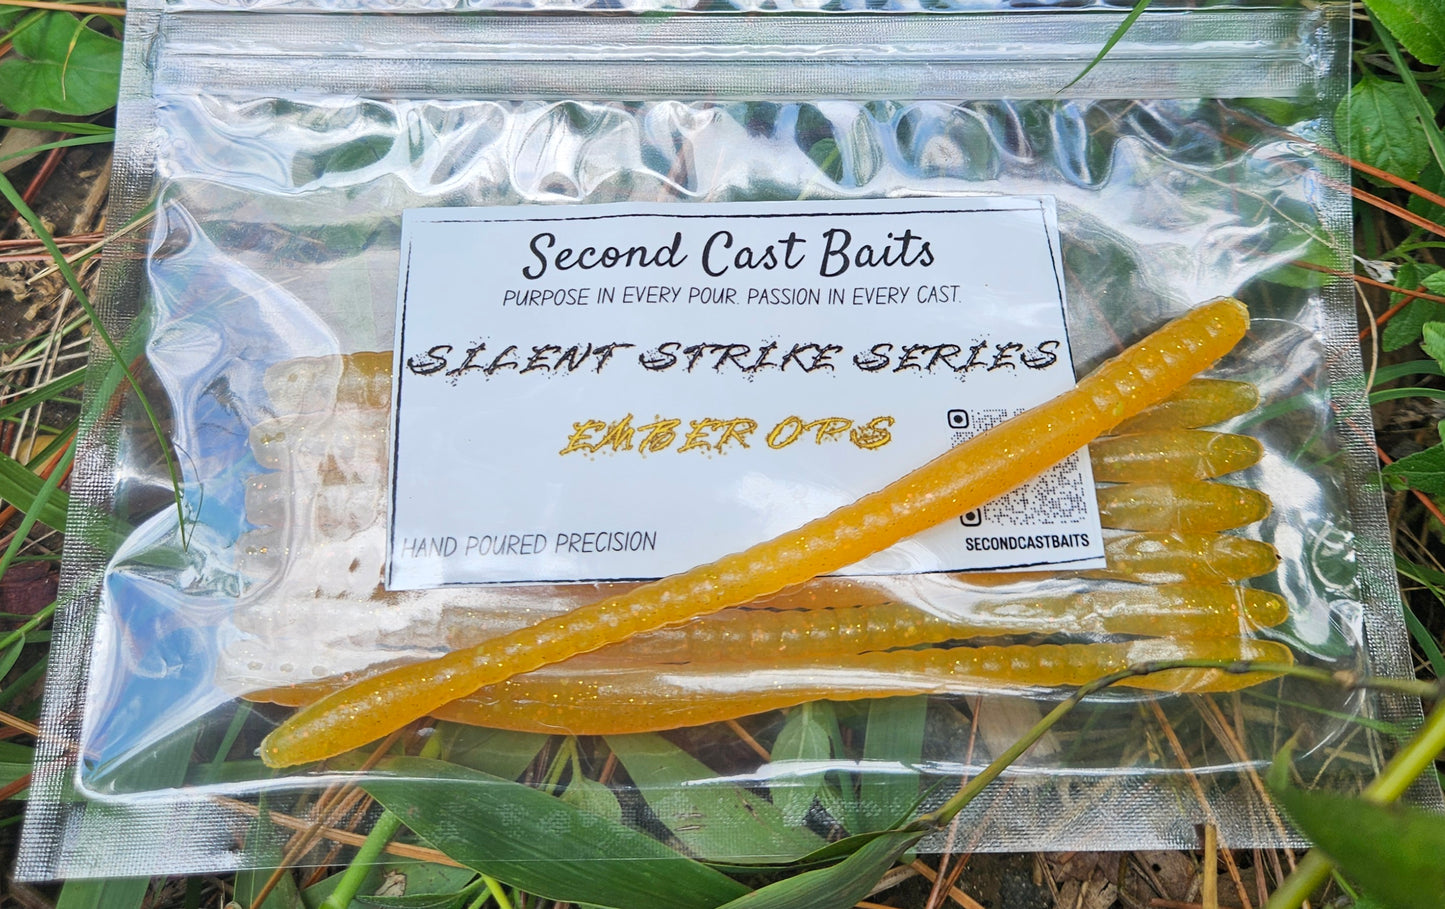 Second Cast Baits
PURPOSE IN EVERY POUR. PASSION IN EVERY CAST.
SILENT STRIKE SERIES
EMBER OPS
HAND POURED PRECISION
SECONDCASTBAITS